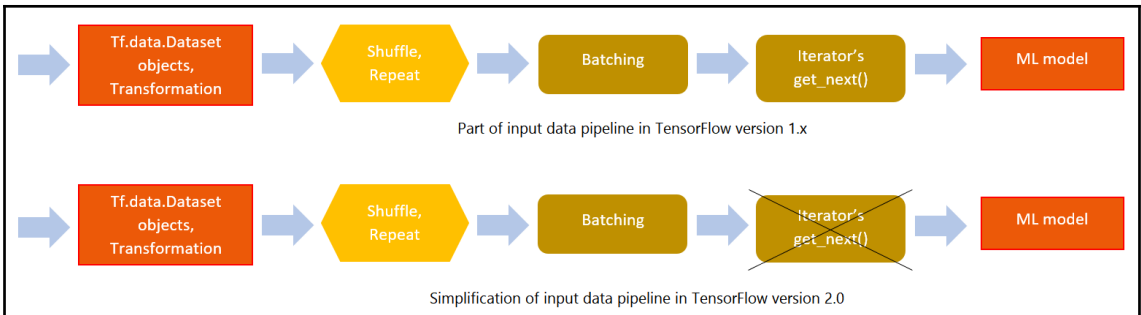 Tf.data.Dataset
objects,
Transformation
Shuffle,
Repeat
Batching
Iterator's
get_next()
ML model
Part of input data pipeline in TensorFlow version 1.x
Tf.data.Dataset
objects,
Transformation
Shuffle,
Repeat
Batching
Iterator's
get_next()
ML model
Simplification of input data pipeline in TensorFlow version 2.0